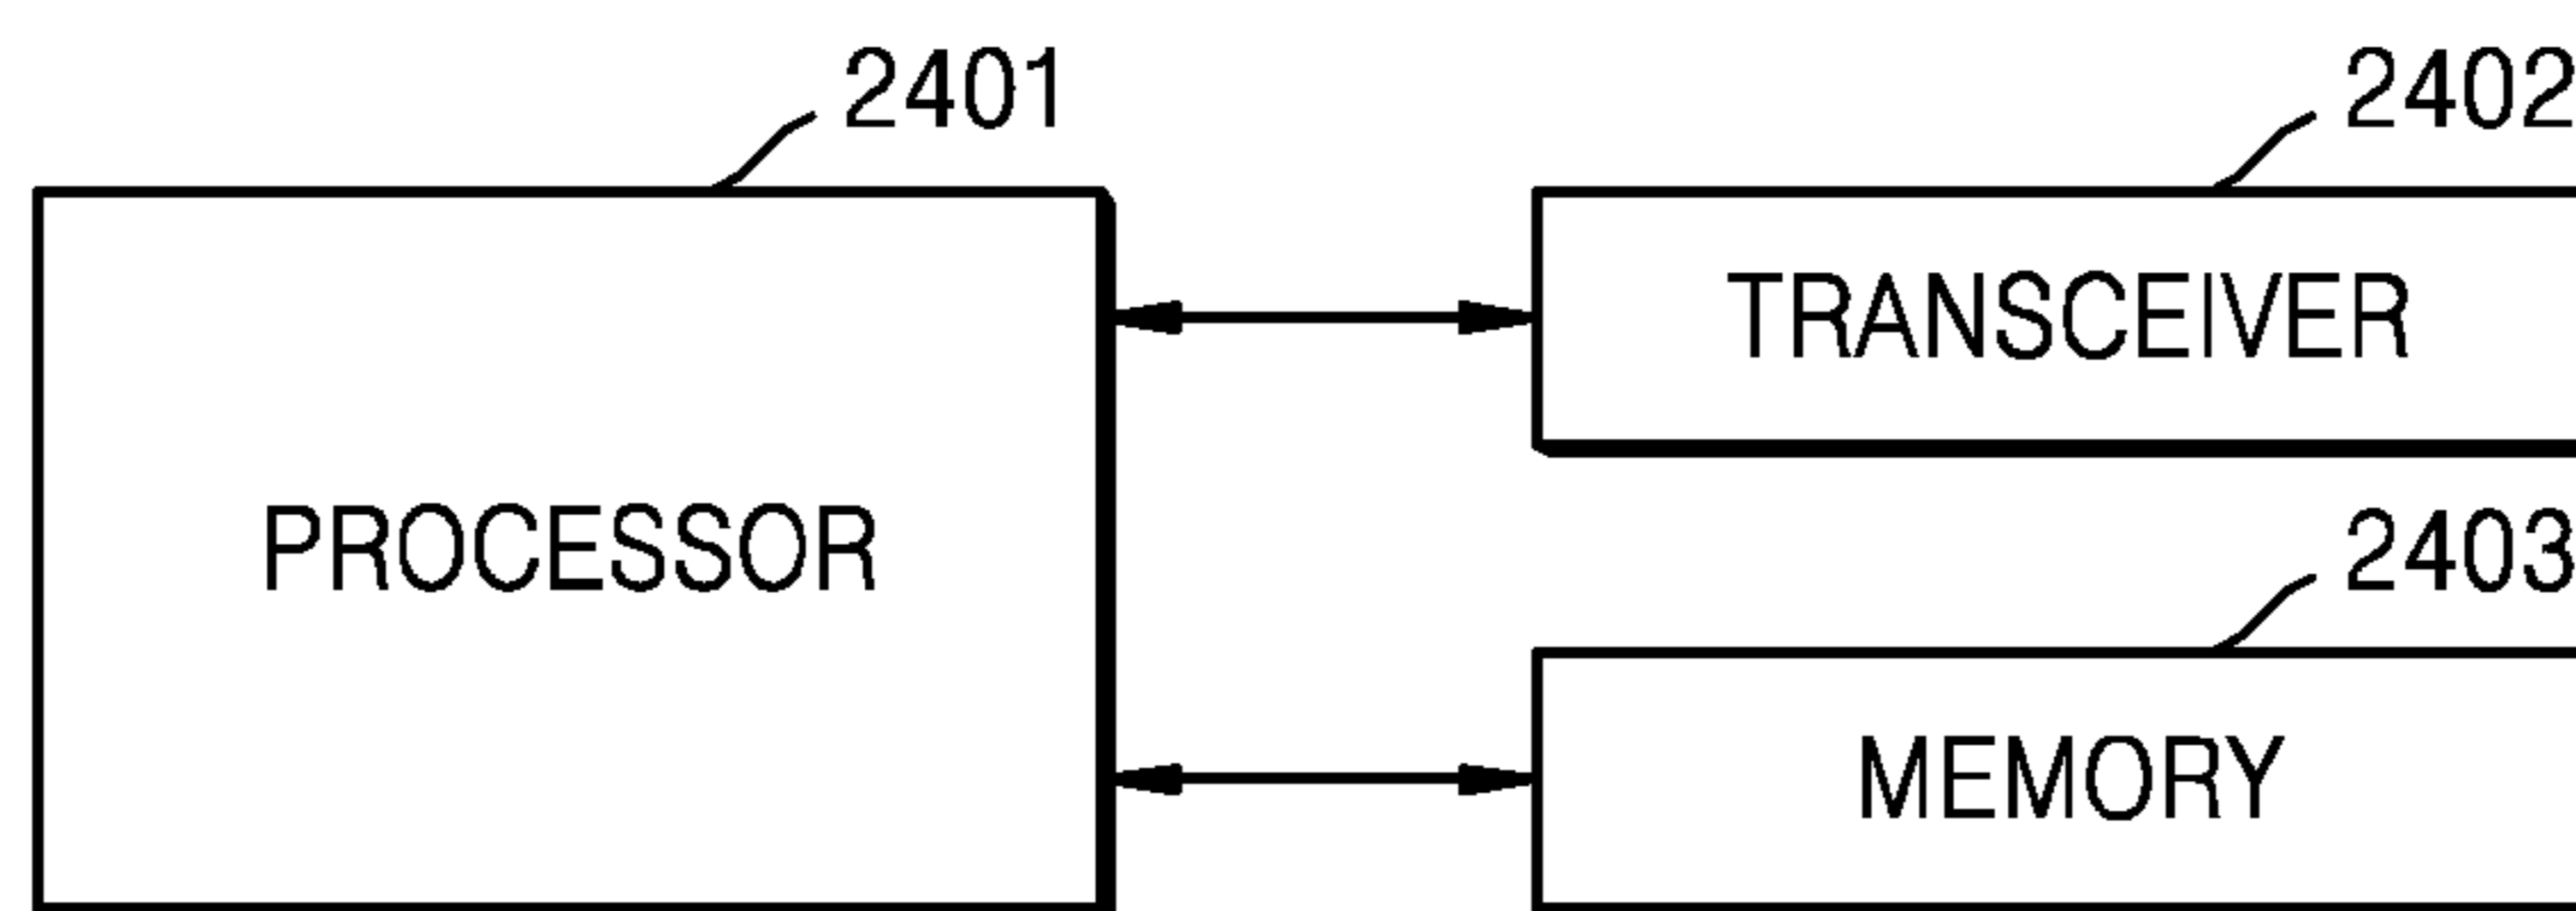 2401
2402
TRANSCEIVER
PROCESSOR
2403
MEMORY